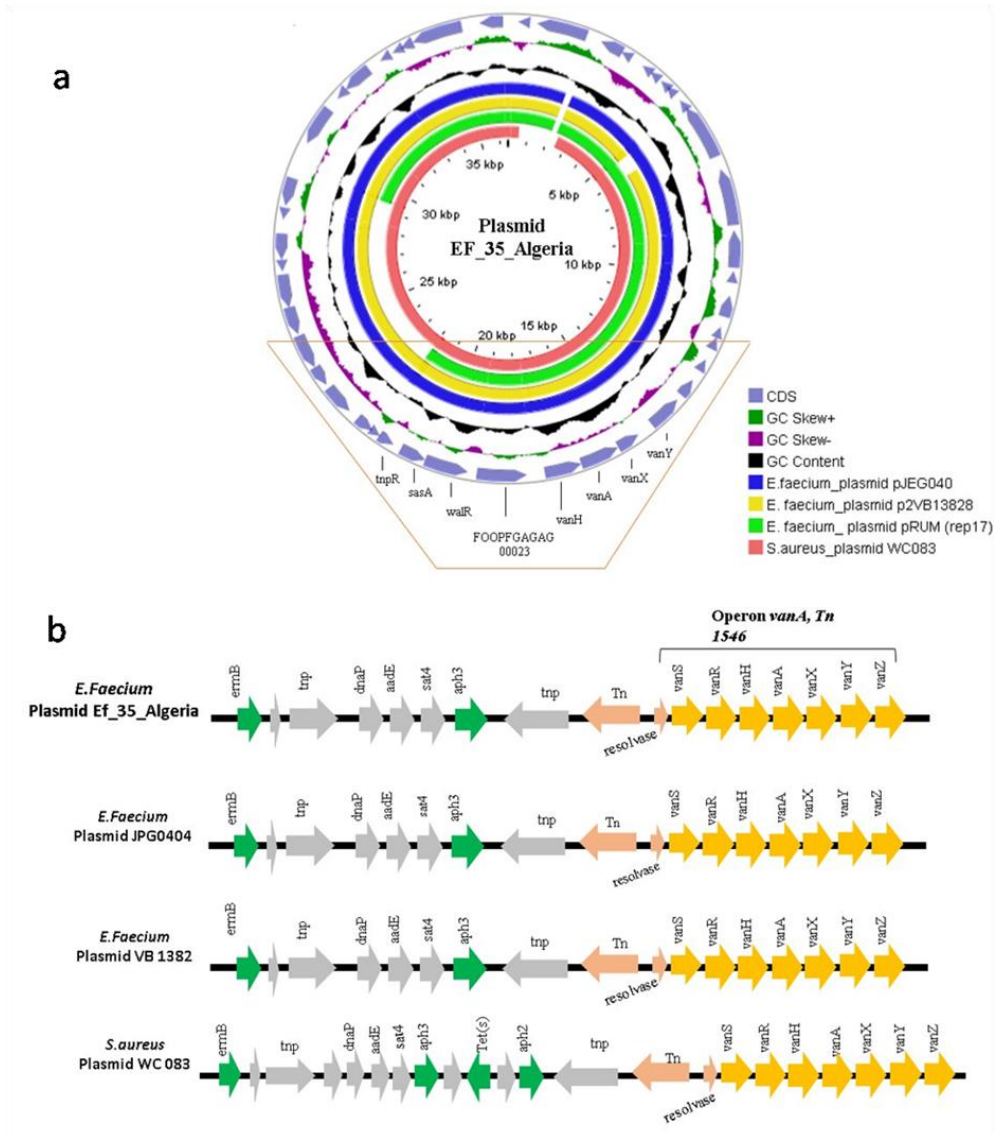 a
35 kbp
5 kbp
30 kbp
Plasmid
EF_35_Algeria
10 kbp
25 kbp
20 kbp
15 kbp
tnpR
sasA
walR
FOOPFGAGAG
00023
vanH
vanA
vanX
vanY
CDS
GC Skew+
GC Skew-
GC Content
E.faecium_plasmid pJEG040
E. faecium_plasmid p2VB13828
E. faecium_ plasmid pRUM (rep17)
S.aureus_plasmid WC083
b
Operon vanA, Tn
1546
E.Faecium
Plasmid Ef_35_Algeria
ermB
tnp
dnaP
aadE
sat4
aph3
tnp
Tn
resolvase
vanS
vanR
vanH
vanA
vanX
vanY
vanZ
E.Faecium
Plasmid JPG0404
ermB
tnp
dnaP
aadE
sat4
aph3
tnp
Tn
resolvase
vanS
vanR
vanH
vanA
vanX
vanY
vanZ
E.Faecium
Plasmid VB 1382
ermB
tnp
dnaP
aadE
sat4
aph3
tnp
Tn
resolvase
vanS
vanR
vanH
vanA
vanX
vanY
vanZ
S.aureus
Plasmid WC 083
ermB
tnp
dnaP
aadE
sat4
aph3
Tet(s)
aph2
tnp
Tn
resolvase
vanS
vanR
vanH
vanA
vanX
vanY
vanZ